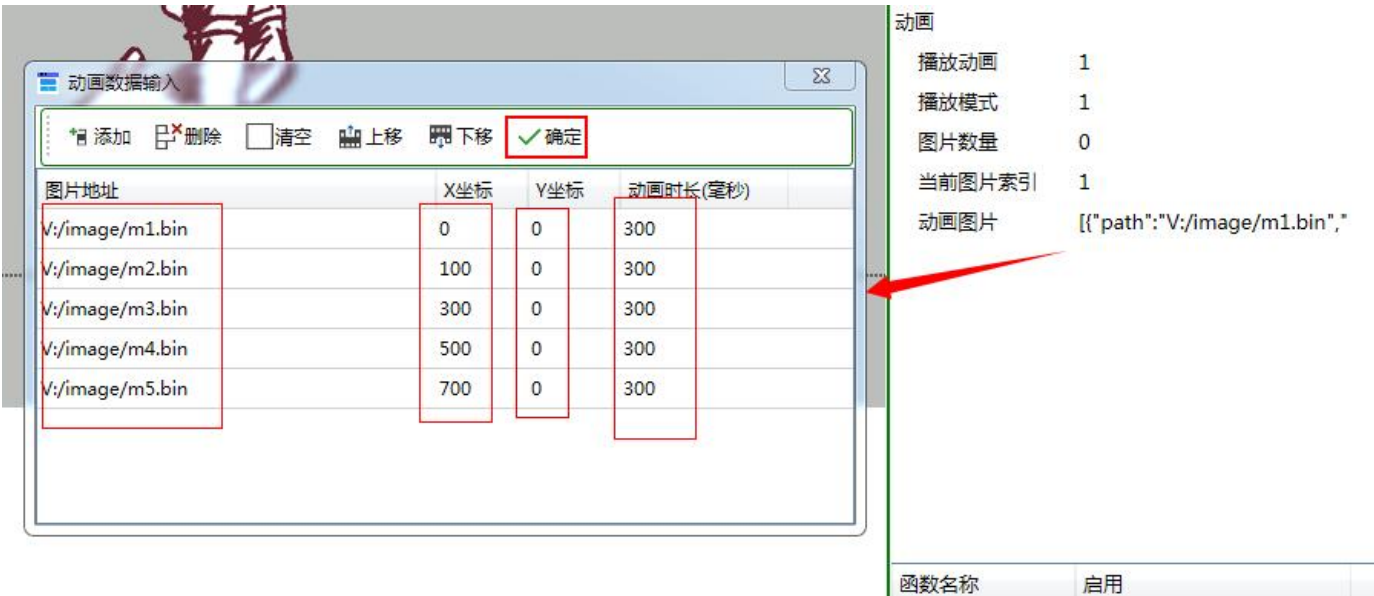 动画数据输入
添加 删除 清空 上移 下移 确定
图片地址 X坐标 Y坐标 动画时长(毫秒)
V:/image/m1.bin 0 0 300
V:/image/m2.bin 100 0 300
V:/image/m3.bin 300 0 300
V:/image/m4.bin 500 0 300
V:/image/m5.bin 700 0 300
动画
播放动画 1
播放模式 1
图片数量 0
当前图片索引 1
动画图片 [{"path":"V:/image/m1.bin","
函数名称 启用